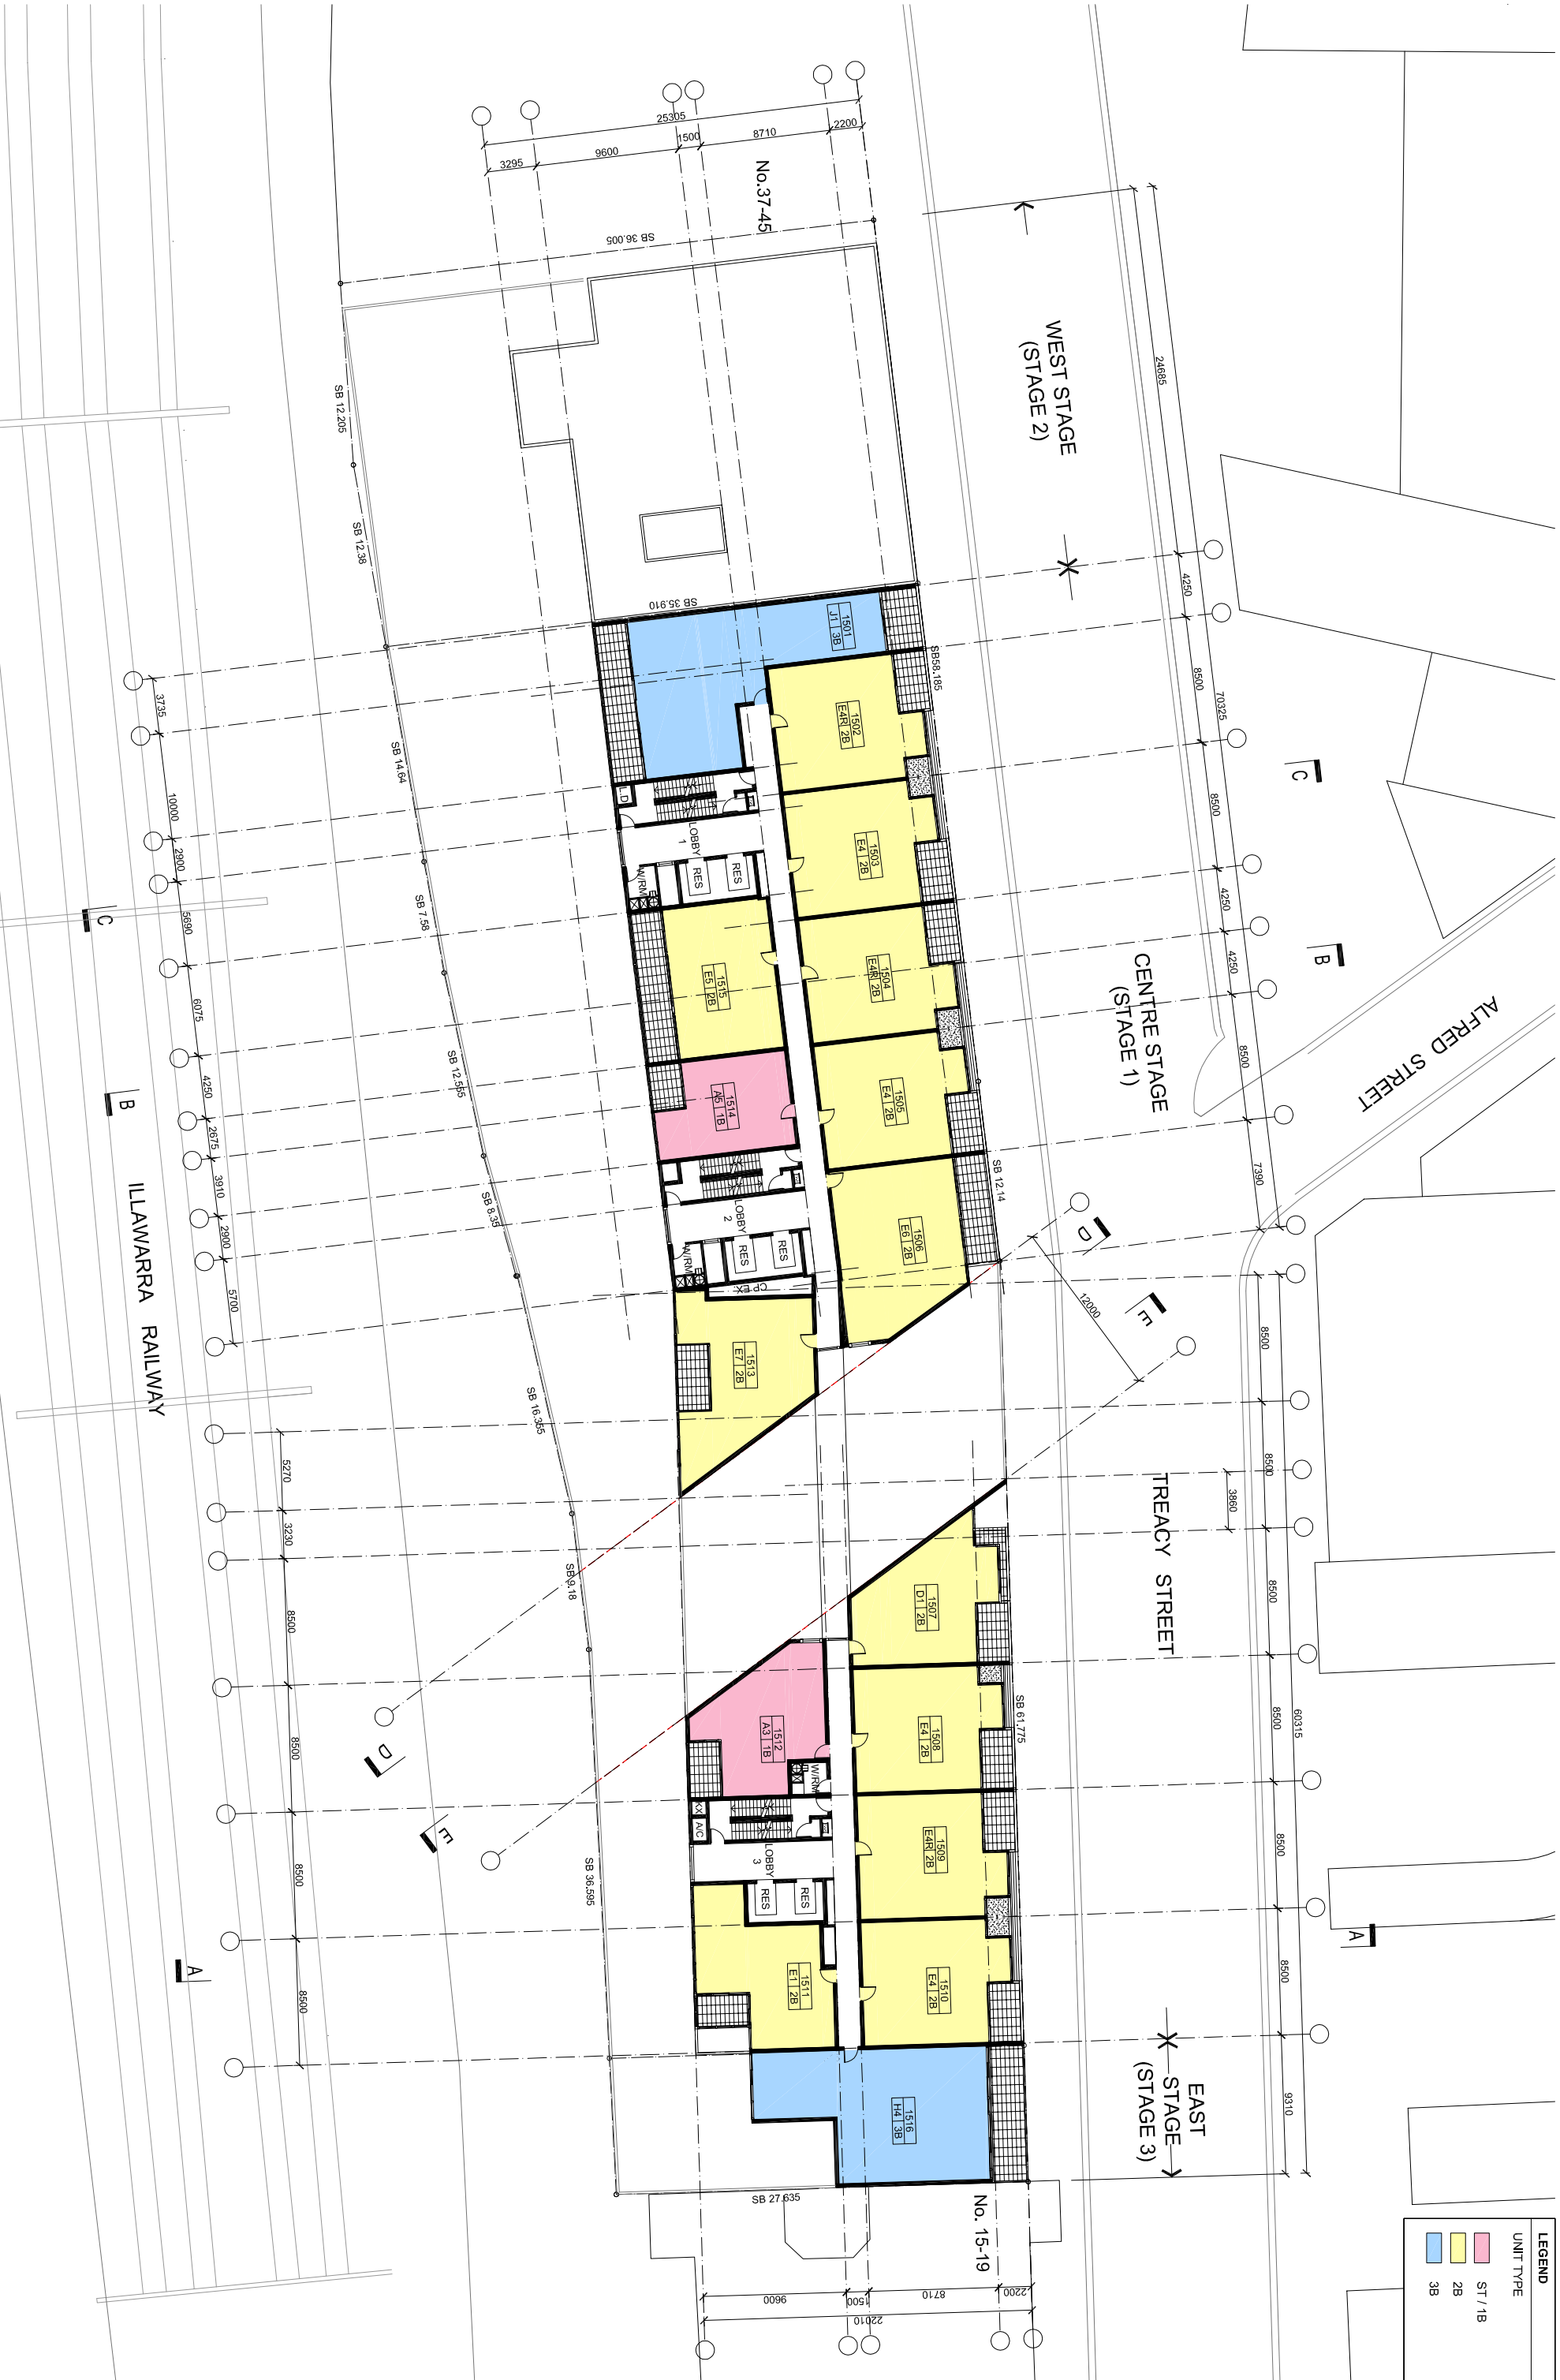 25305
3295
9600
1500
8710
2200
No.37-45
SB 36.005
WEST STAGE
(STAGE 2)
24685
70325
4250
8500
8500
4250
4250
8500
7390
SB 12.205
SB 12.38
SB 14.64
SB 7.58
SB 12.555
SB 8.35
SB 16.355
SB 9.18
SB 36.595
SB 35.910
SB58.185
SB 12.14
SB 61.775
SB 27.635
3735
10000
2900
5690
6075
4250
2675
3910
2900
5700
5270
3230
8500
8500
8500
8500
C
C
B
B
ALFRED STREET
CENTRE STAGE
(STAGE 1)
1501
J1 3B
1502
E4R 2B
1503
E4 2B
1504
E4R 2B
1505
E4 2B
1506
E6 2B
1515
E5 2B
1514
A5 1B
1513
E7 2B
LOBBY
1
RES
RES
W/RM
LOBBY
2
RES
RES
W/RM
CP EX
D
E
12000
8500
8500
3860
8500
8500
8500
8500
60315
9310
TREACY STREET
ILLAWARRA RAILWAY
1507
D1 2B
1508
E4 2B
1509
E4R 2B
1510
E4 2B
1511
E1 2B
1512
A3 1B
1516
H4 3B
W/RM
KX
A/C
LOBBY
3
RES
RES
D
E
A
A
EAST
STAGE
(STAGE 3)
No. 15-19
9600
1500
8710
2200
22010
LEGEND
UNIT TYPE
ST / 1B
2B
3B